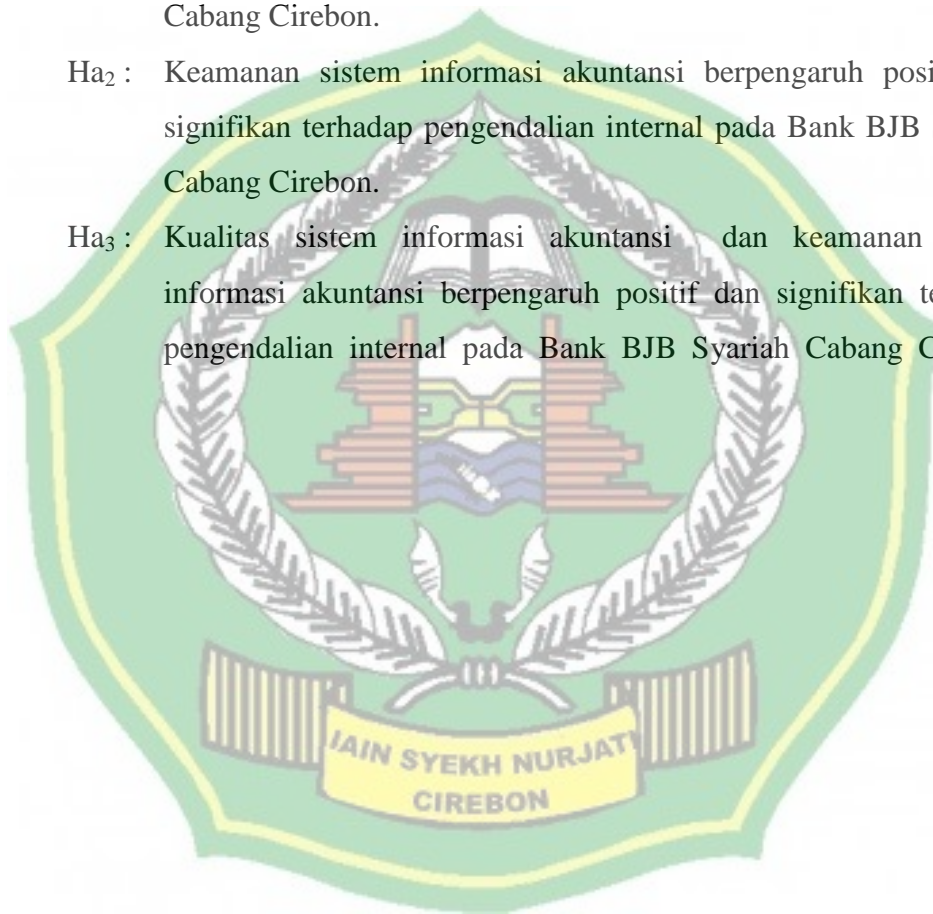 Cabang Cirebon.
Ha₂ : Keamanan sistem informasi akuntansi berpengaruh posi
signifikan terhadap pengendalian internal pada Bank BJB
Cabang Cirebon.
Ha₃ : Kualitas sistem informasi akuntansi dan keamanan
informasi akuntansi berpengaruh positif dan signifikan te
pengendalian internal pada Bank BJB Syariah Cabang C
IAIN SYEKH NURJATI
CIREBON